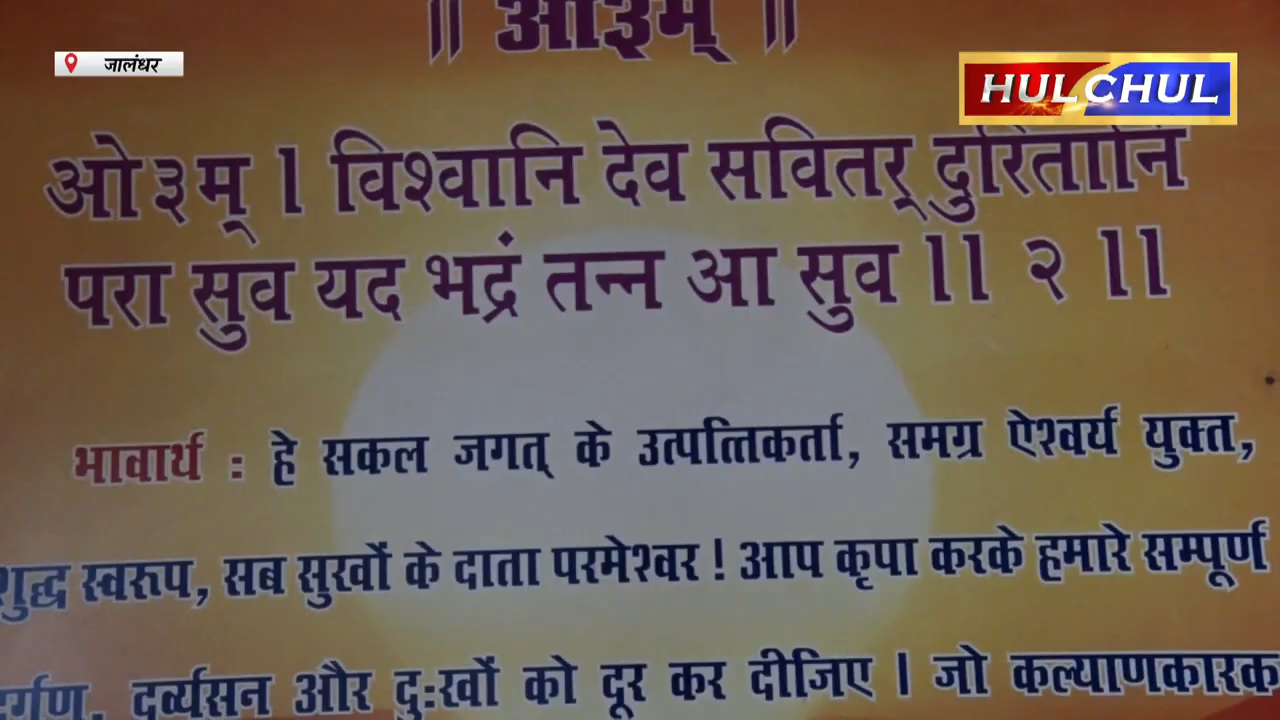 ॥ ओ३म् ॥
जालंधर
HULCHUL
ओ३म् । विश्वानि देव सवितर् दुरितानि
परा सुव यद भद्रं तन्न आ सुव ।। २ ।।
भावार्थ : हे सकल जगत् के उत्पत्तिकर्ता, समग्र ऐश्वर्य युक्त,
शुद्ध स्वरूप, सब सुखों के दाता परमेश्वर ! आप कृपा करके हमारे सम्पूर्ण
दुर्गुण, दुर्व्यसन और दुःखों को दूर कर दीजिए । जो कल्याणकारक